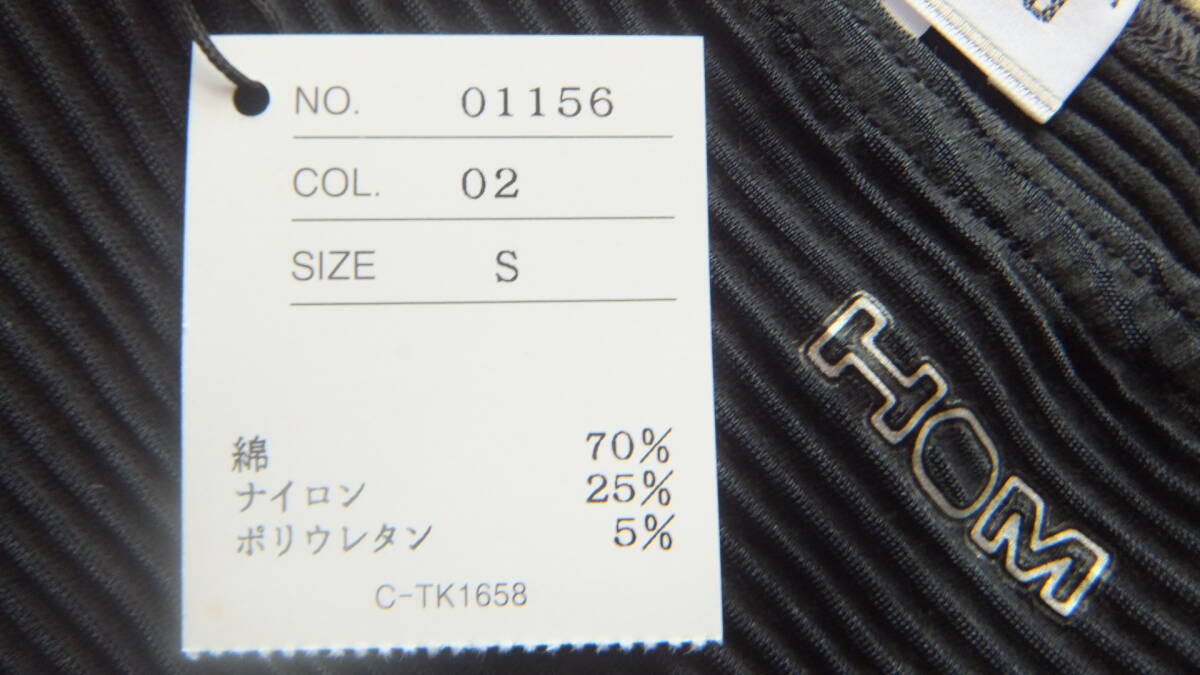 NO. 01156
COL. 02
SIZE S
綿 70%
ナイロン 25%
ポリウレタン 5%
C-TK1658
HOM